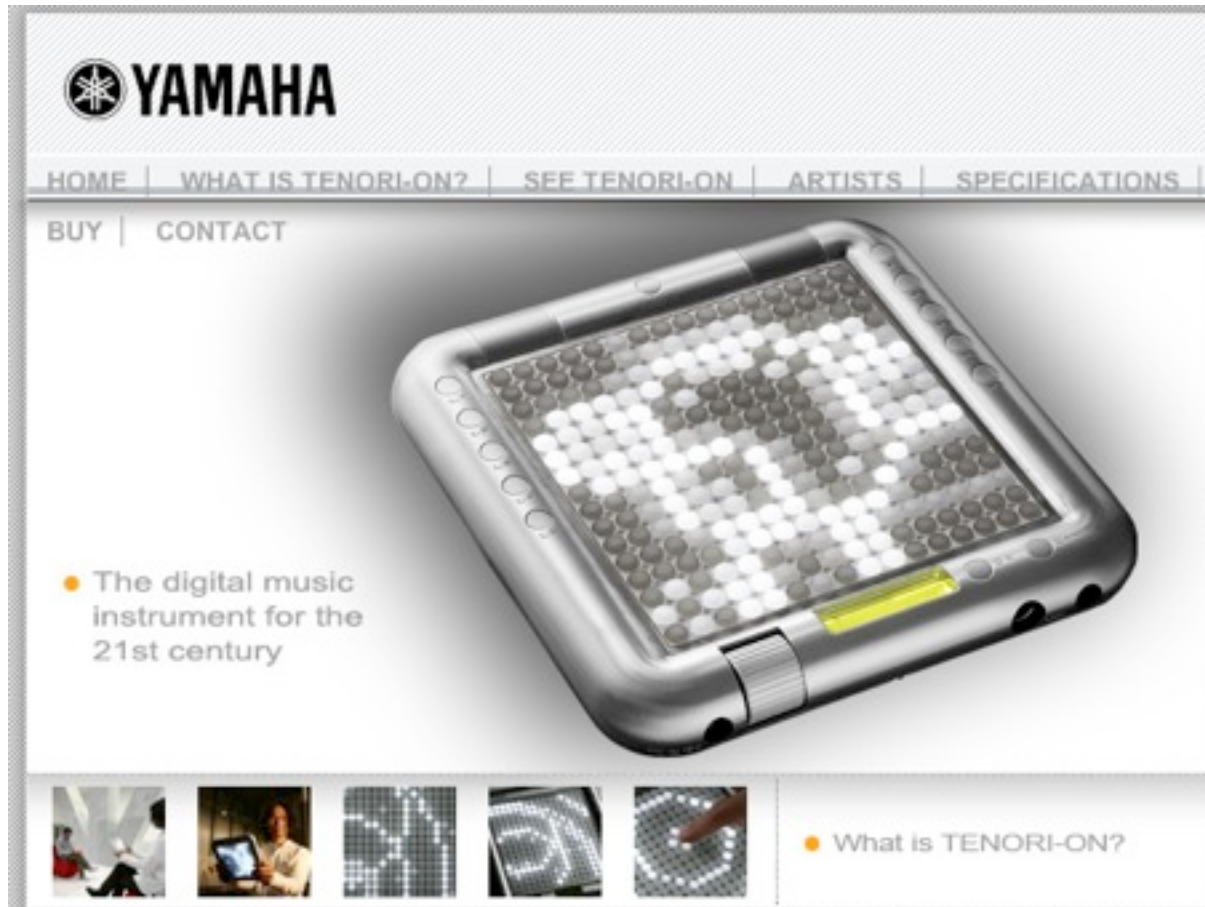 YAMAHA
HOME | WHAT IS TENORI-ON? | SEE TENORI-ON | ARTISTS | SPECIFICATIONS |
BUY | CONTACT
The digital music
instrument for the
21st century
What is TENORI-ON?